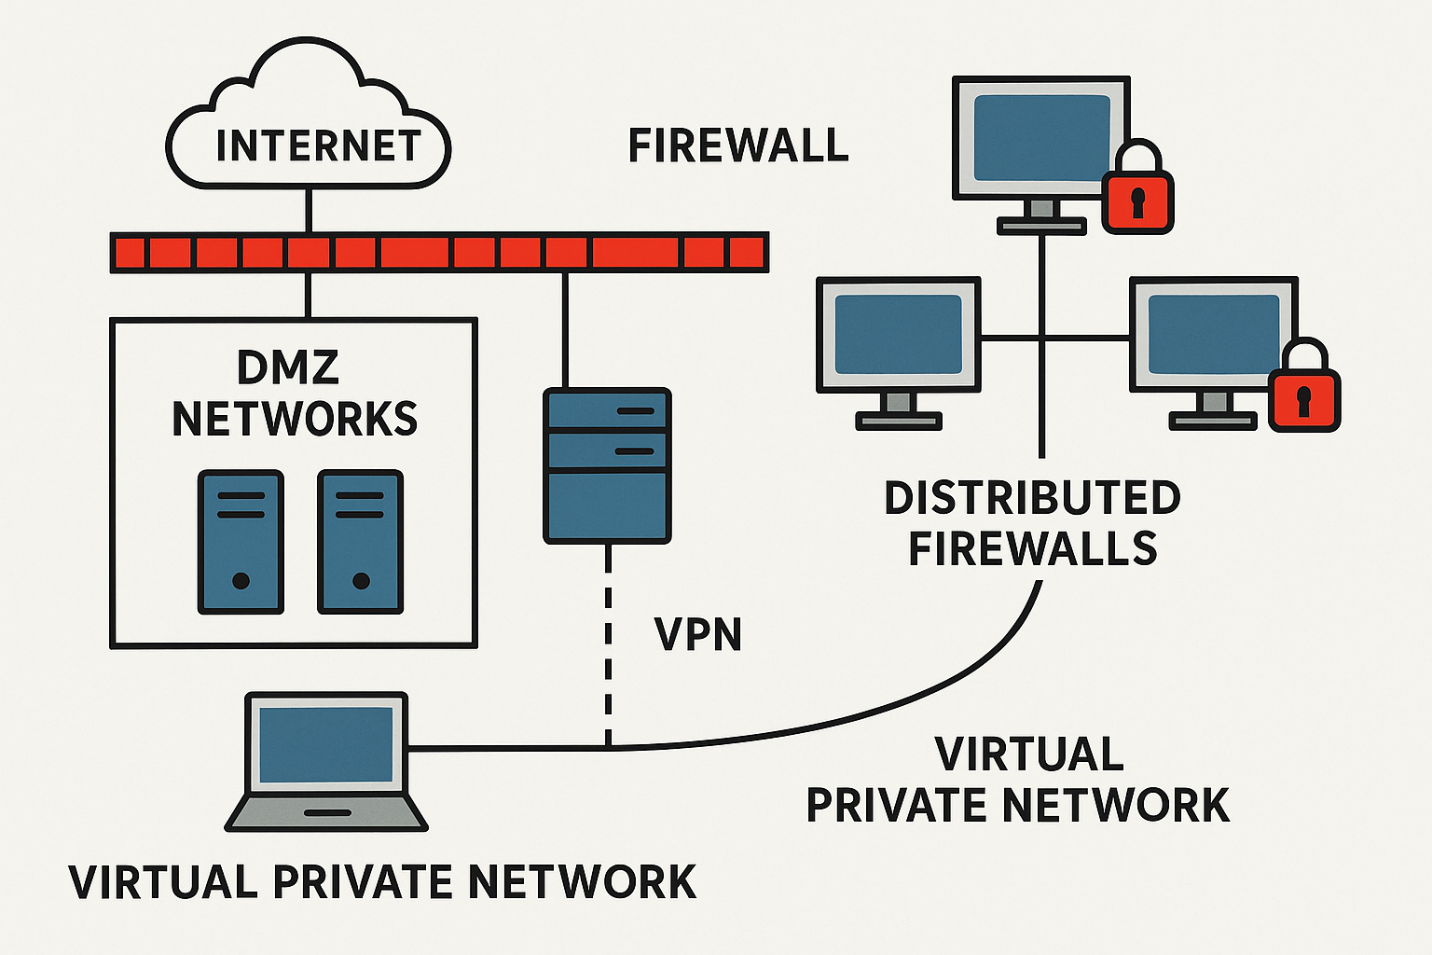 INTERNET
FIREWALL
DMZ
NETWORKS
DISTRIBUTED
FIREWALLS
VPN
VIRTUAL
PRIVATE NETWORK
VIRTUAL PRIVATE NETWORK